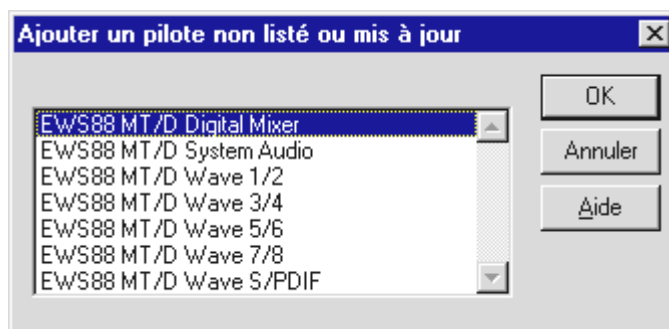 Ajouter un pilote non listé ou mis à jour
EWS88 MT/D Digital Mixer
EWS88 MT/D System Audio
EWS88 MT/D Wave 1/2
EWS88 MT/D Wave 3/4
EWS88 MT/D Wave 5/6
EWS88 MT/D Wave 7/8
EWS88 MT/D Wave S/PDIF
OK
Annuler
Aide